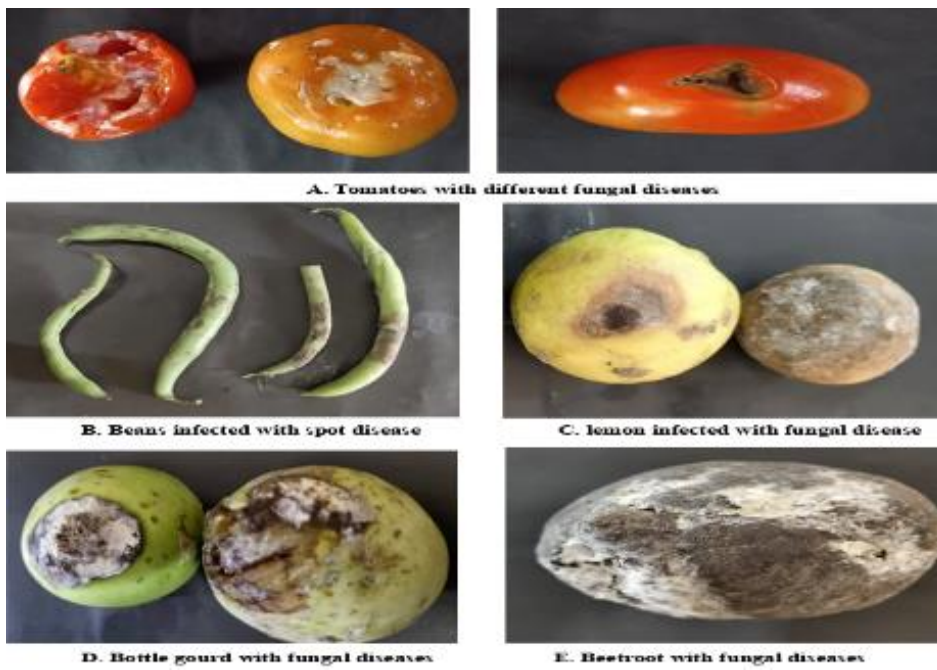 A. Tomatoes with different fungal diseases
B. Beans infected with spot disease
C. lemon infected with fungal disease
D. Bottle gourd with fungal diseases
E. Beetroot with fungal diseases